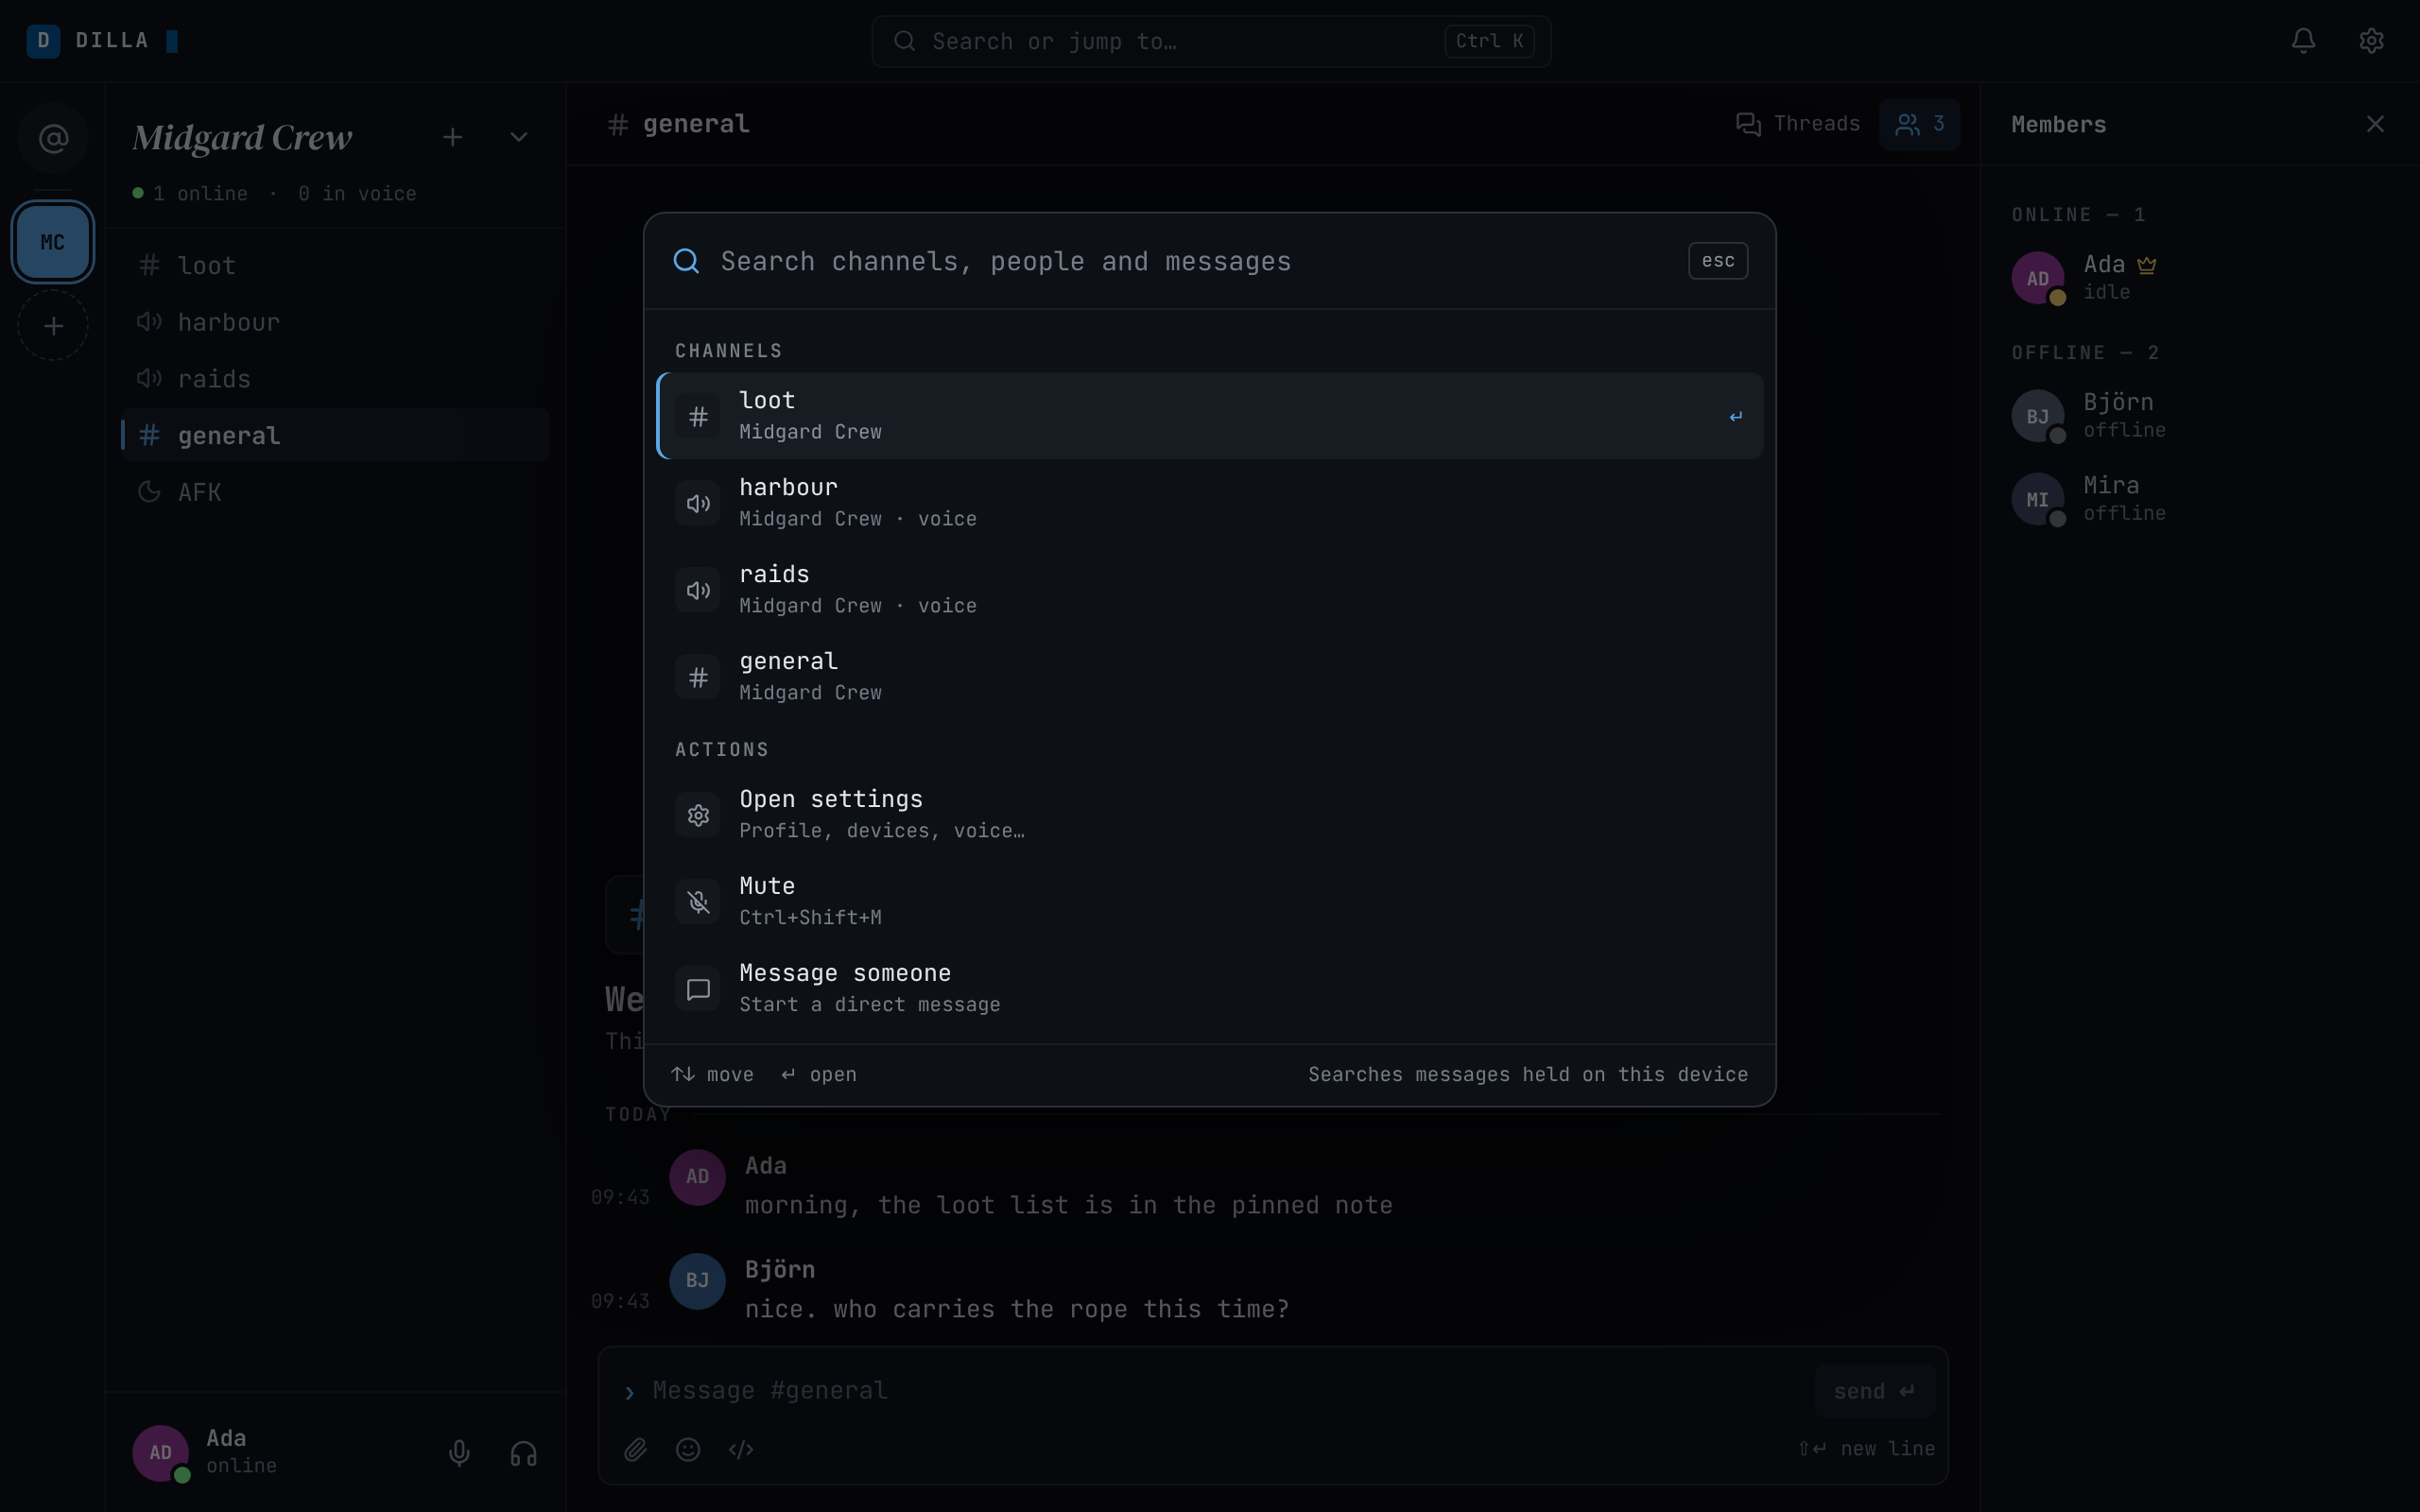 D DILLA
Search or jump to… Ctrl K
Midgard Crew
1 online · 0 in voice
MC
loot
harbour
raids
general
AFK
AD
Ada
online
# general
Threads
3
Search channels, people and messages esc
CHANNELS
loot
Midgard Crew
harbour
Midgard Crew · voice
raids
Midgard Crew · voice
general
Midgard Crew
ACTIONS
Open settings
Profile, devices, voice…
Mute
Ctrl+Shift+M
Message someone
Start a direct message
↑↓ move ↵ open
Searches messages held on this device
We
Thi
TODAY
AD Ada
09:43 morning, the loot list is in the pinned note
BJ Björn
09:43 nice. who carries the rope this time?
› Message #general
send ↵
⇧↵ new line
Members
ONLINE — 1
AD Ada
idle
OFFLINE — 2
BJ Björn
offline
MI Mira
offline